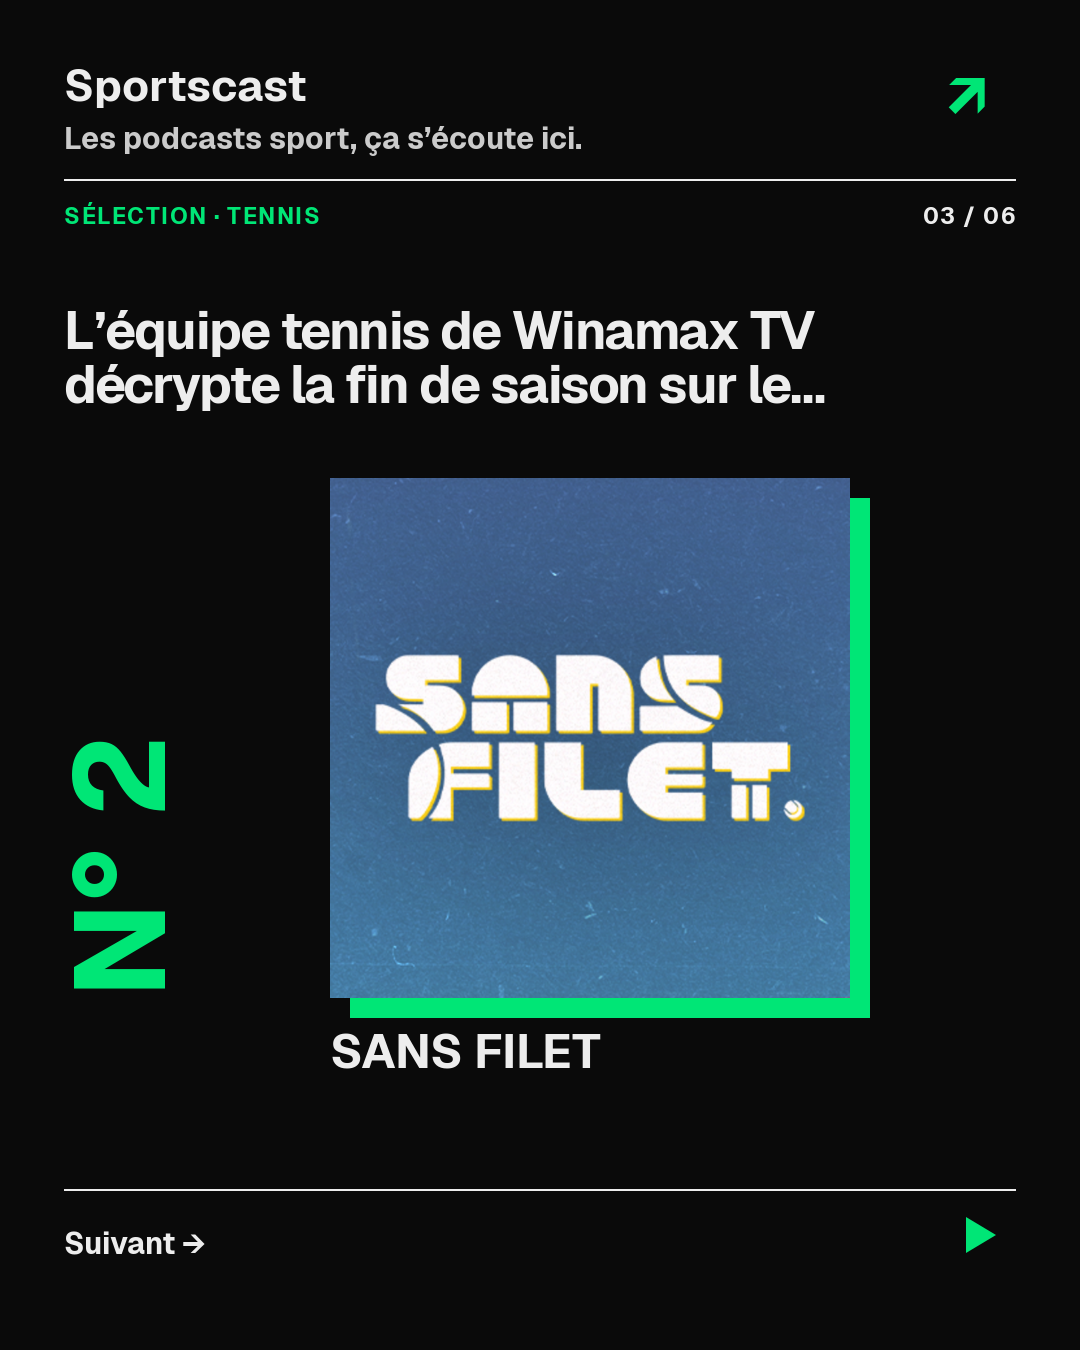 Sportscast
Les podcasts sport, ça s’écoute ici.
SÉLECTION · TENNIS
03 / 06
L’équipe tennis de Winamax TV
décrypte la fin de saison sur le...
N° 2
SANS
FILET.
SANS FILET
Suivant →